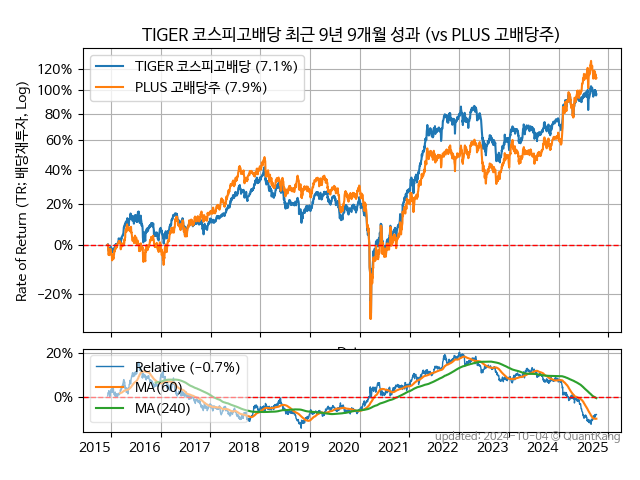 TIGER 코스피고배당 최근 9년 9개월 성과 (vs PLUS 고배당주)
TIGER 코스피고배당 (7.1%)
PLUS 고배당주 (7.9%)
Rate of Return (TR: 배당재투자, Log)
120%
100%
80%
60%
40%
20%
0%
−20%
20%
0%
Relative (−0.7%)
MA(60)
MA(240)
updated: 2024-10-04 © QuantKang
2015 2016 2017 2018 2019 2020 2021 2022 2023 2024 2025